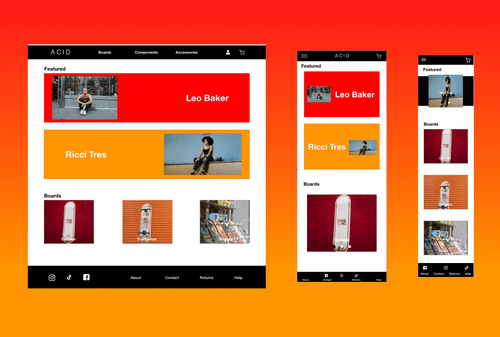 ACID Boards Components Accessories
Featured
Leo Baker
Ricci Tres
Boards
About Contact Returns Help
ACID
Featured
Leo Baker
Ricci Tres
Boards
About Contact Returns Help
Featured
Boards
About Contact Returns Help